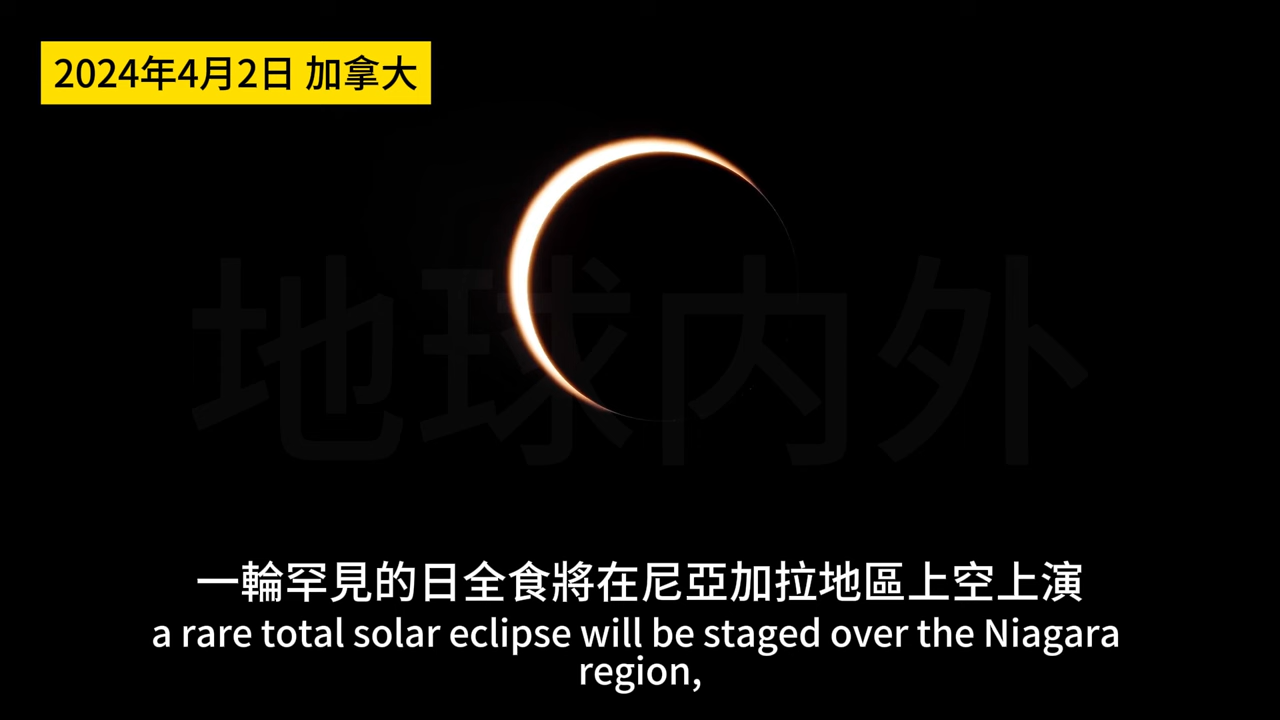 2024年4月2日 加拿大
地球内外
一輪罕見的日全食將在尼亞加拉地區上空上演
a rare total solar eclipse will be staged over the Niagara
region,